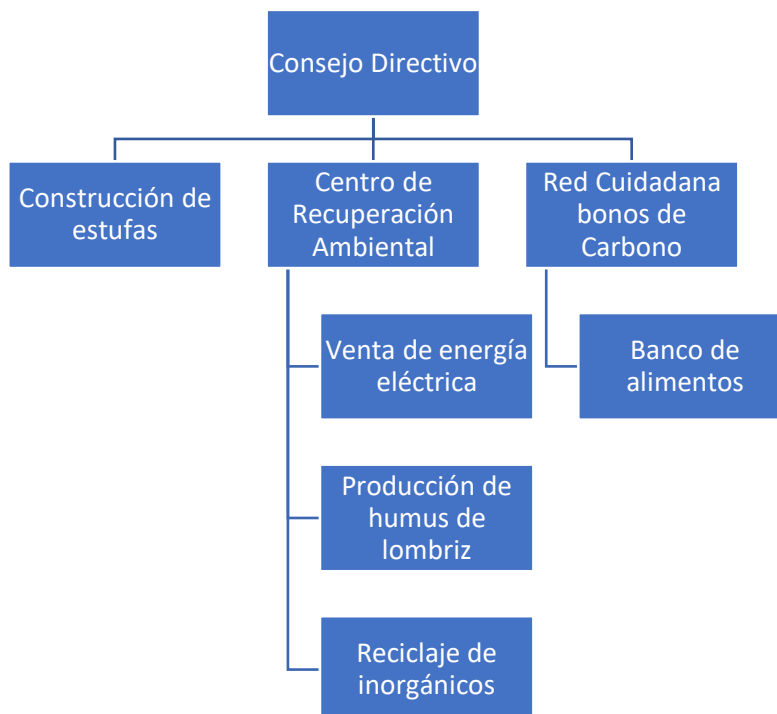 Consejo Directivo
Construcción de
estufas
Centro de
Recuperación
Ambiental
Red Cuidadana
bonos de
Carbono
Venta de energía
eléctrica
Banco de
alimentos
Producción de
humus de
lombriz
Reciclaje de
inorgánicos